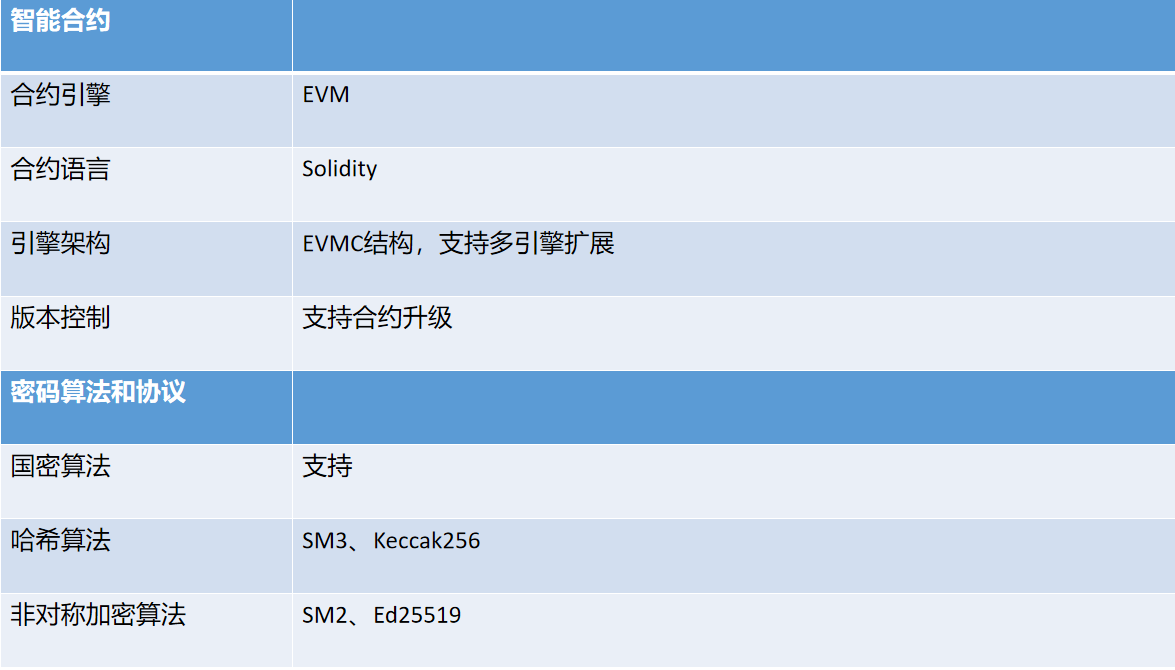 智能合约
合约引擎 EVM
合约语言 Solidity
引擎架构 EVMC结构，支持多引擎扩展
版本控制 支持合约升级
密码算法和协议
国密算法 支持
哈希算法 SM3、Keccak256
非对称加密算法 SM2、Ed25519